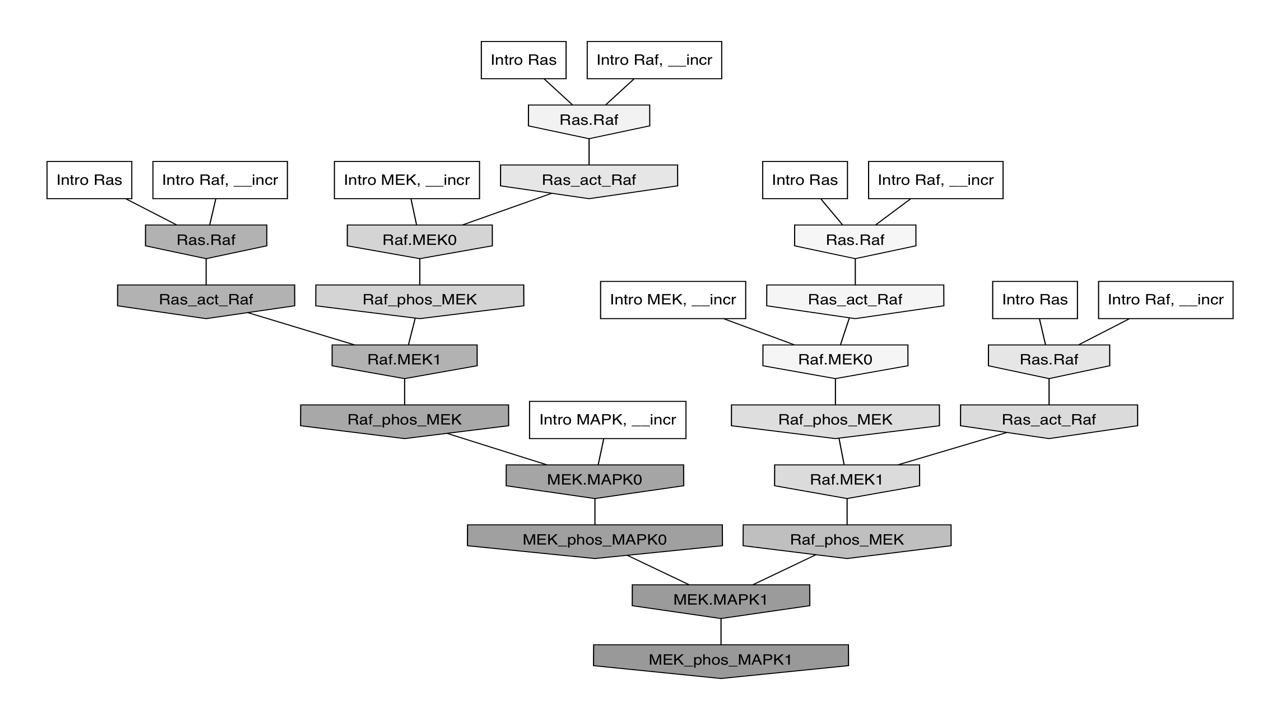 Intro Ras
Intro Raf, __incr
Ras.Raf
Intro Ras
Intro Raf, __incr
Intro MEK, __incr
Ras_act_Raf
Intro Ras
Intro Raf, __incr
Ras.Raf
Raf.MEK0
Ras.Raf
Ras_act_Raf
Raf_phos_MEK
Intro MEK, __incr
Ras_act_Raf
Intro Ras
Intro Raf, __incr
Raf.MEK1
Raf.MEK0
Ras.Raf
Raf_phos_MEK
Intro MAPK, __incr
Raf_phos_MEK
Ras_act_Raf
MEK.MAPK0
Raf.MEK1
MEK_phos_MAPK0
Raf_phos_MEK
MEK.MAPK1
MEK_phos_MAPK1